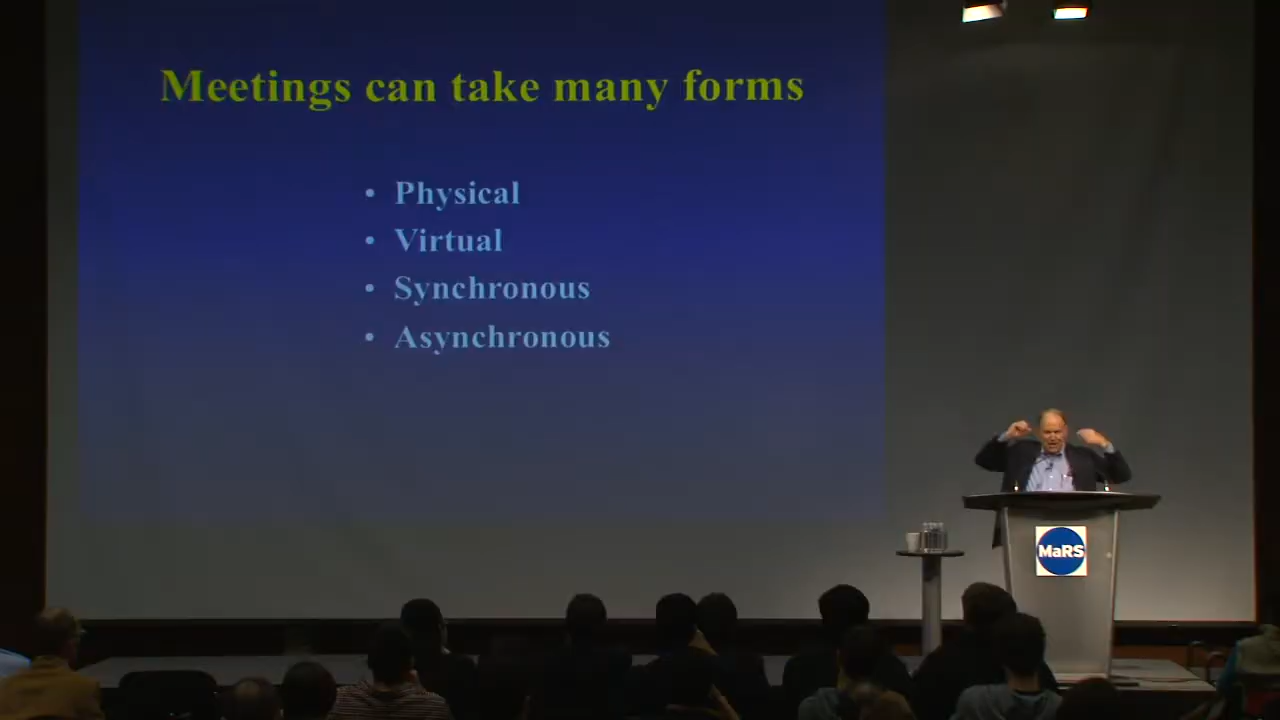 Meetings can take many forms
• Physical
• Virtual
• Synchronous
• Asynchronous
MaRS